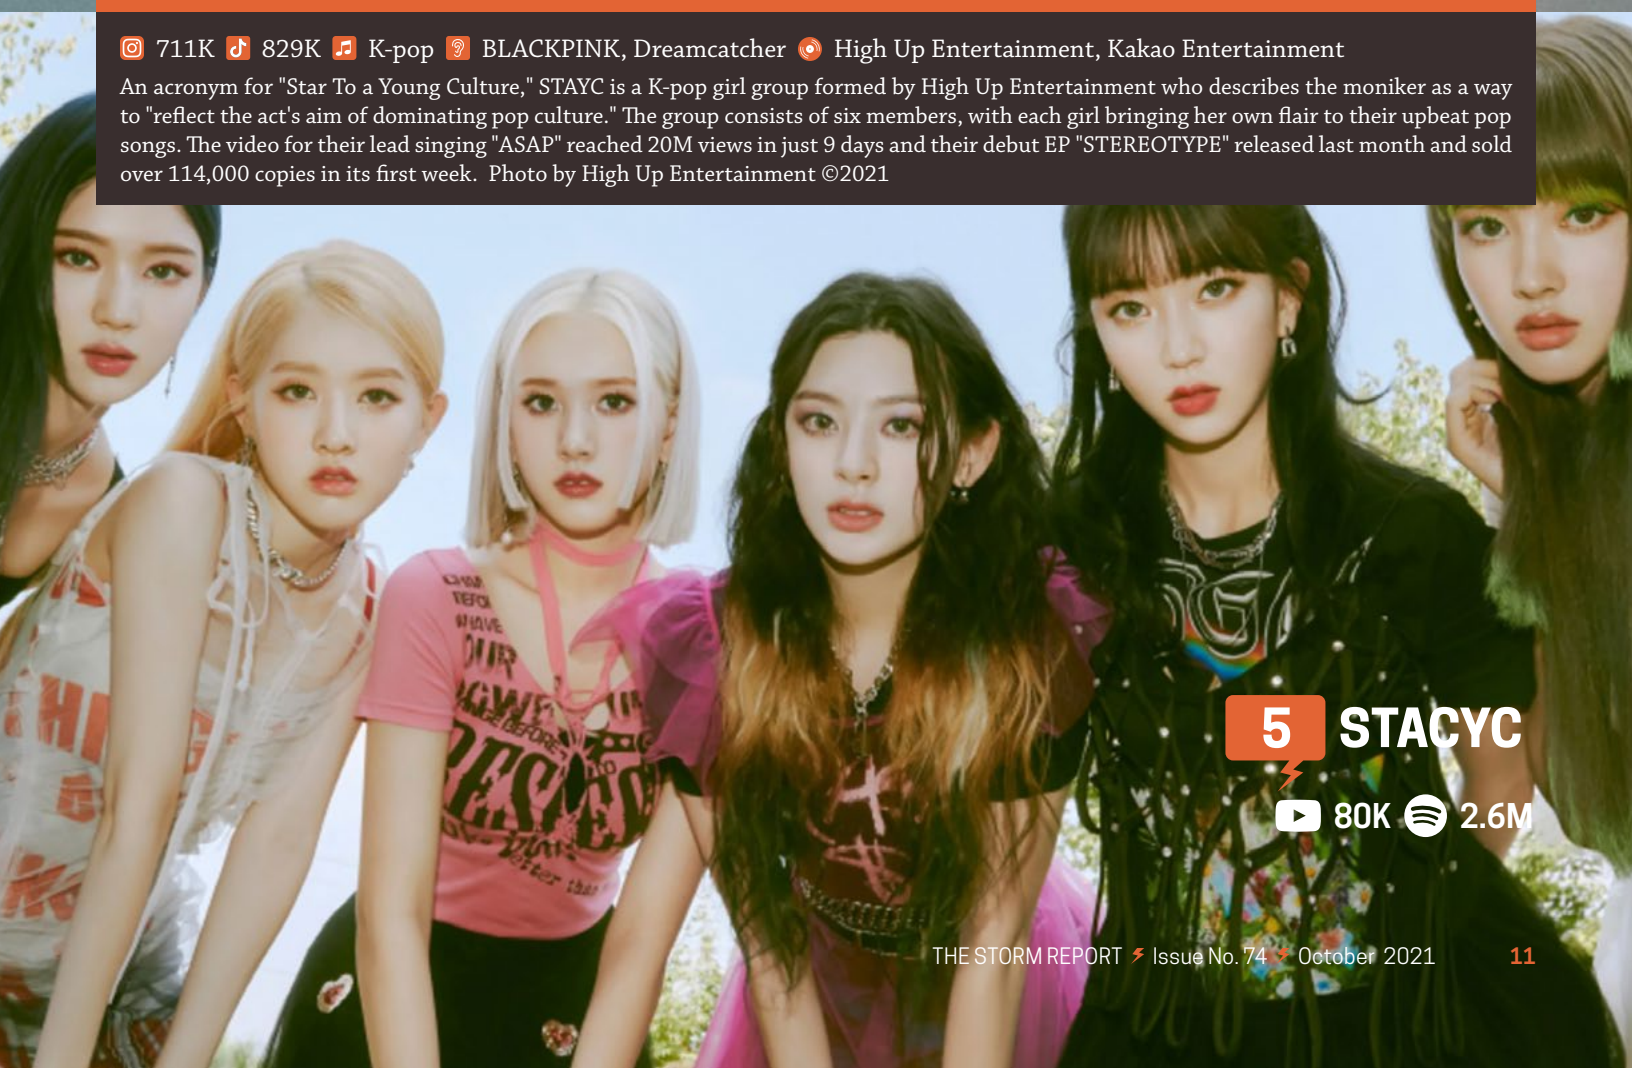 711K 829K K-pop BLACKPINK, Dreamcatcher High Up Entertainment, Kakao Entertainment
An acronym for "Star To a Young Culture," STAYC is a K-pop girl group formed by High Up Entertainment who describes the moniker as a way
to "reflect the act's aim of dominating pop culture." The group consists of six members, with each girl bringing her own flair to their upbeat pop
songs. The video for their lead singing "ASAP" reached 20M views in just 9 days and their debut EP "STEREOTYPE" released last month and sold
over 114,000 copies in its first week.  Photo by High Up Entertainment ©2021
OUR
BEFORE
5 STACYC
80K 2.6M
THE STORM REPORT Issue No. 74 October 2021 11